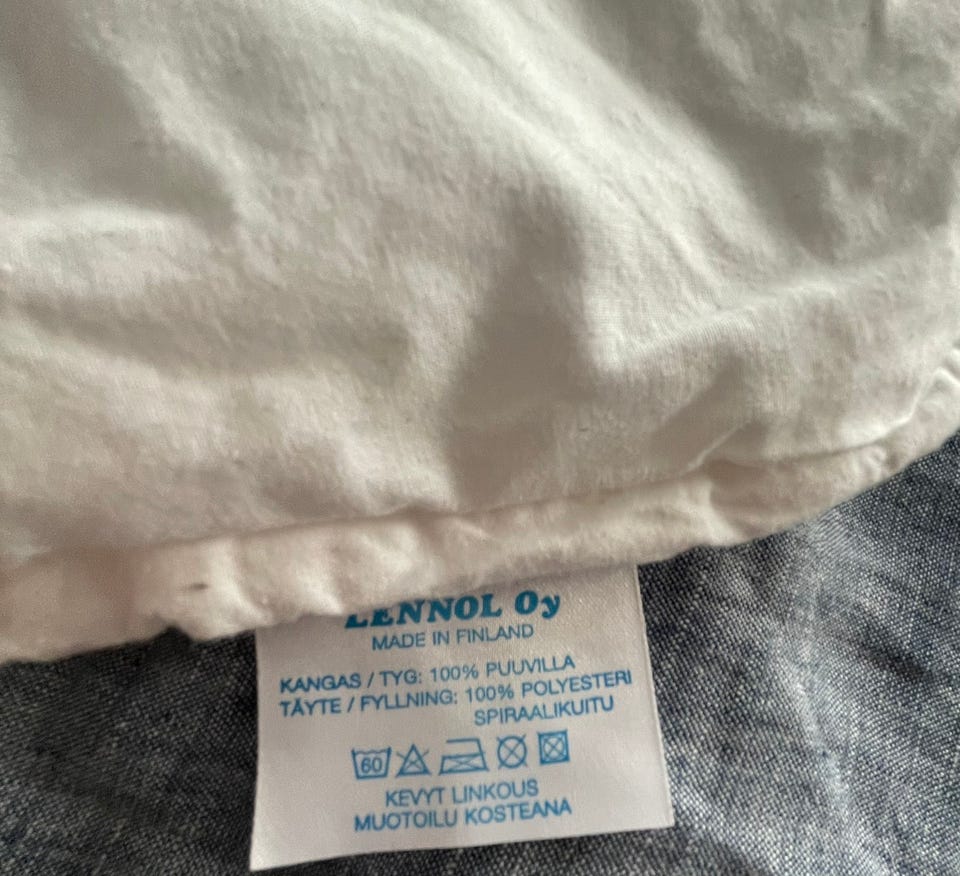 LENNOL Oy
MADE IN FINLAND
KANGAS / TYG: 100% PUUVILLA
TÄYTE / FYLLNING: 100% POLYESTERI
SPIRAALIKUITU
60
KEVYT LINKOUS
MUOTOILU KOSTEANA